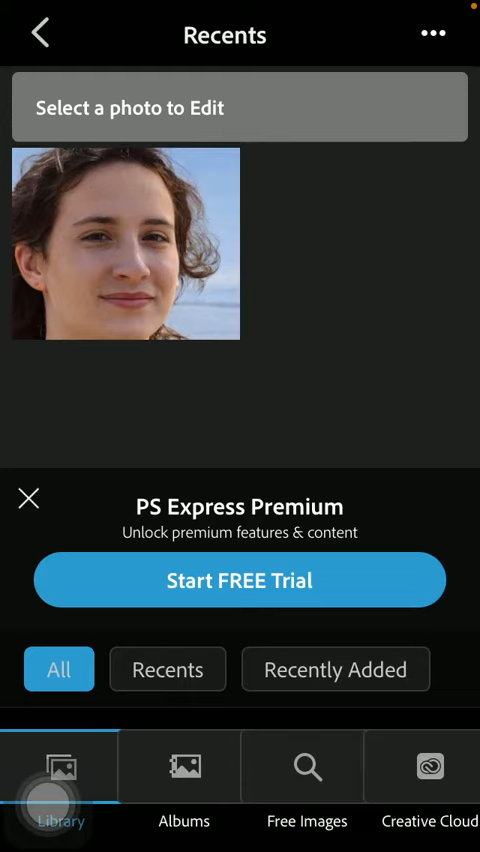 Recents
Select a photo to Edit
PS Express Premium
Unlock premium features & content
Start FREE Trial
All Recents Recently Added
Library Albums Free Images Creative Cloud